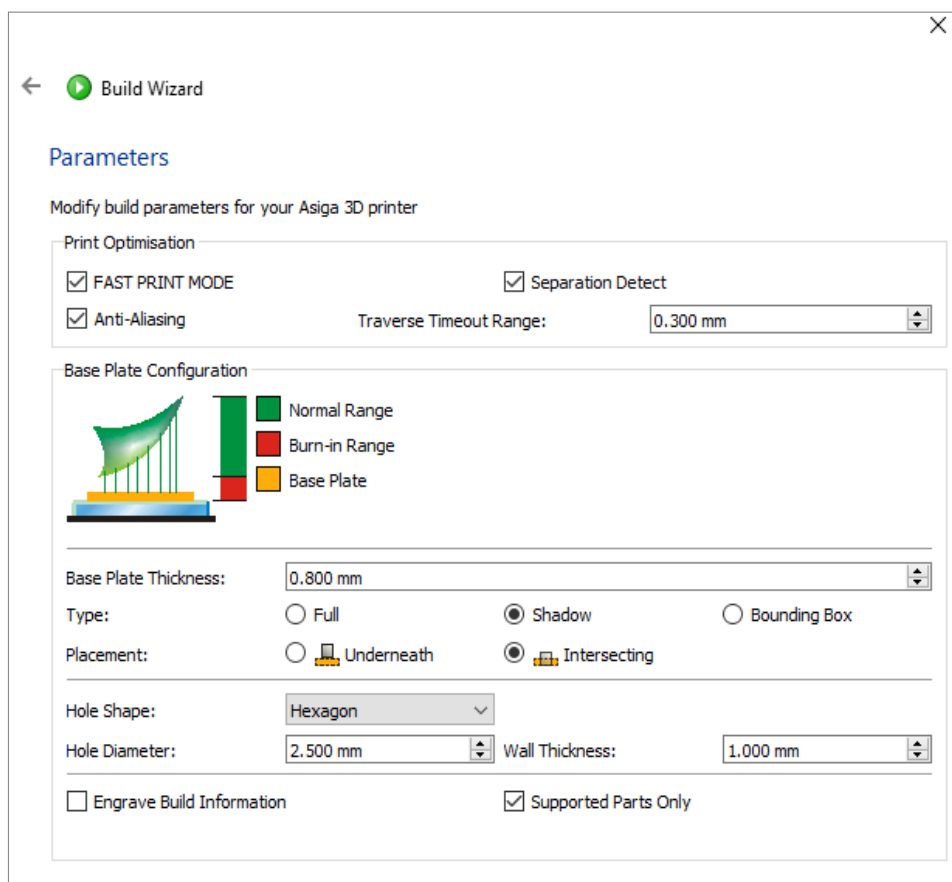 Build Wizard
Parameters
Modify build parameters for your Asiga 3D printer
Print Optimisation
FAST PRINT MODE Separation Detect
Anti-Aliasing Traverse Timeout Range: 0.300 mm
Base Plate Configuration
Normal Range
Burn-in Range
Base Plate
Base Plate Thickness: 0.800 mm
Type: Full Shadow Bounding Box
Placement: Underneath Intersecting
Hole Shape: Hexagon
Hole Diameter: 2.500 mm Wall Thickness: 1.000 mm
Engrave Build Information Supported Parts Only